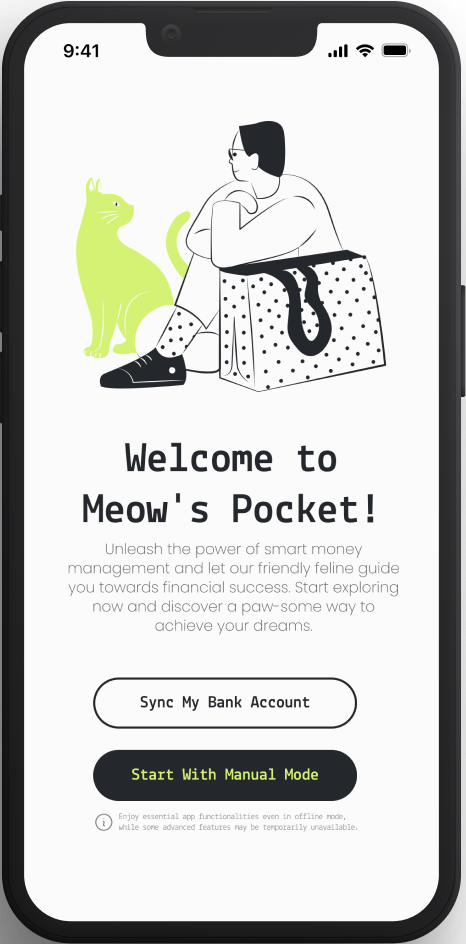 9:41
Welcome to
Meow's Pocket!
Unleash the power of smart money
management and let our friendly feline guide
you towards financial success. Start exploring
now and discover a paw-some way to
achieve your dreams.
Sync My Bank Account
Start With Manual Mode
Enjoy essential app functionalities even in offline mode,
while some advanced features may be temporarily unavailable.